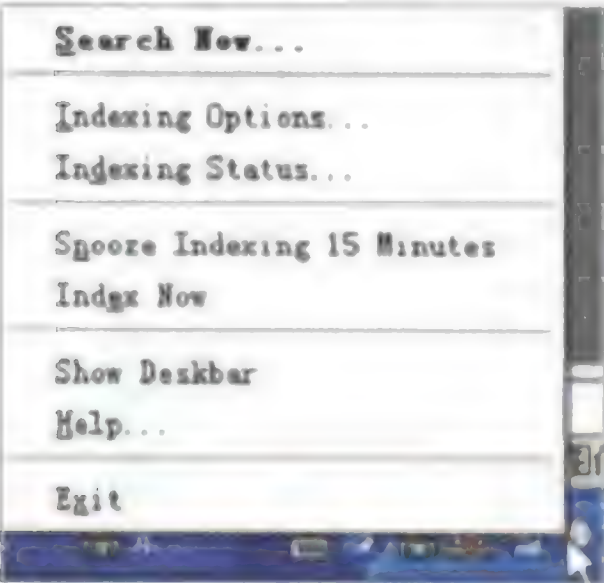 Search Now...
Indexing Options...
Indexing Status...
Snooze Indexing 15 Minutes
Index Now
Show Deskbar
Help...
Exit